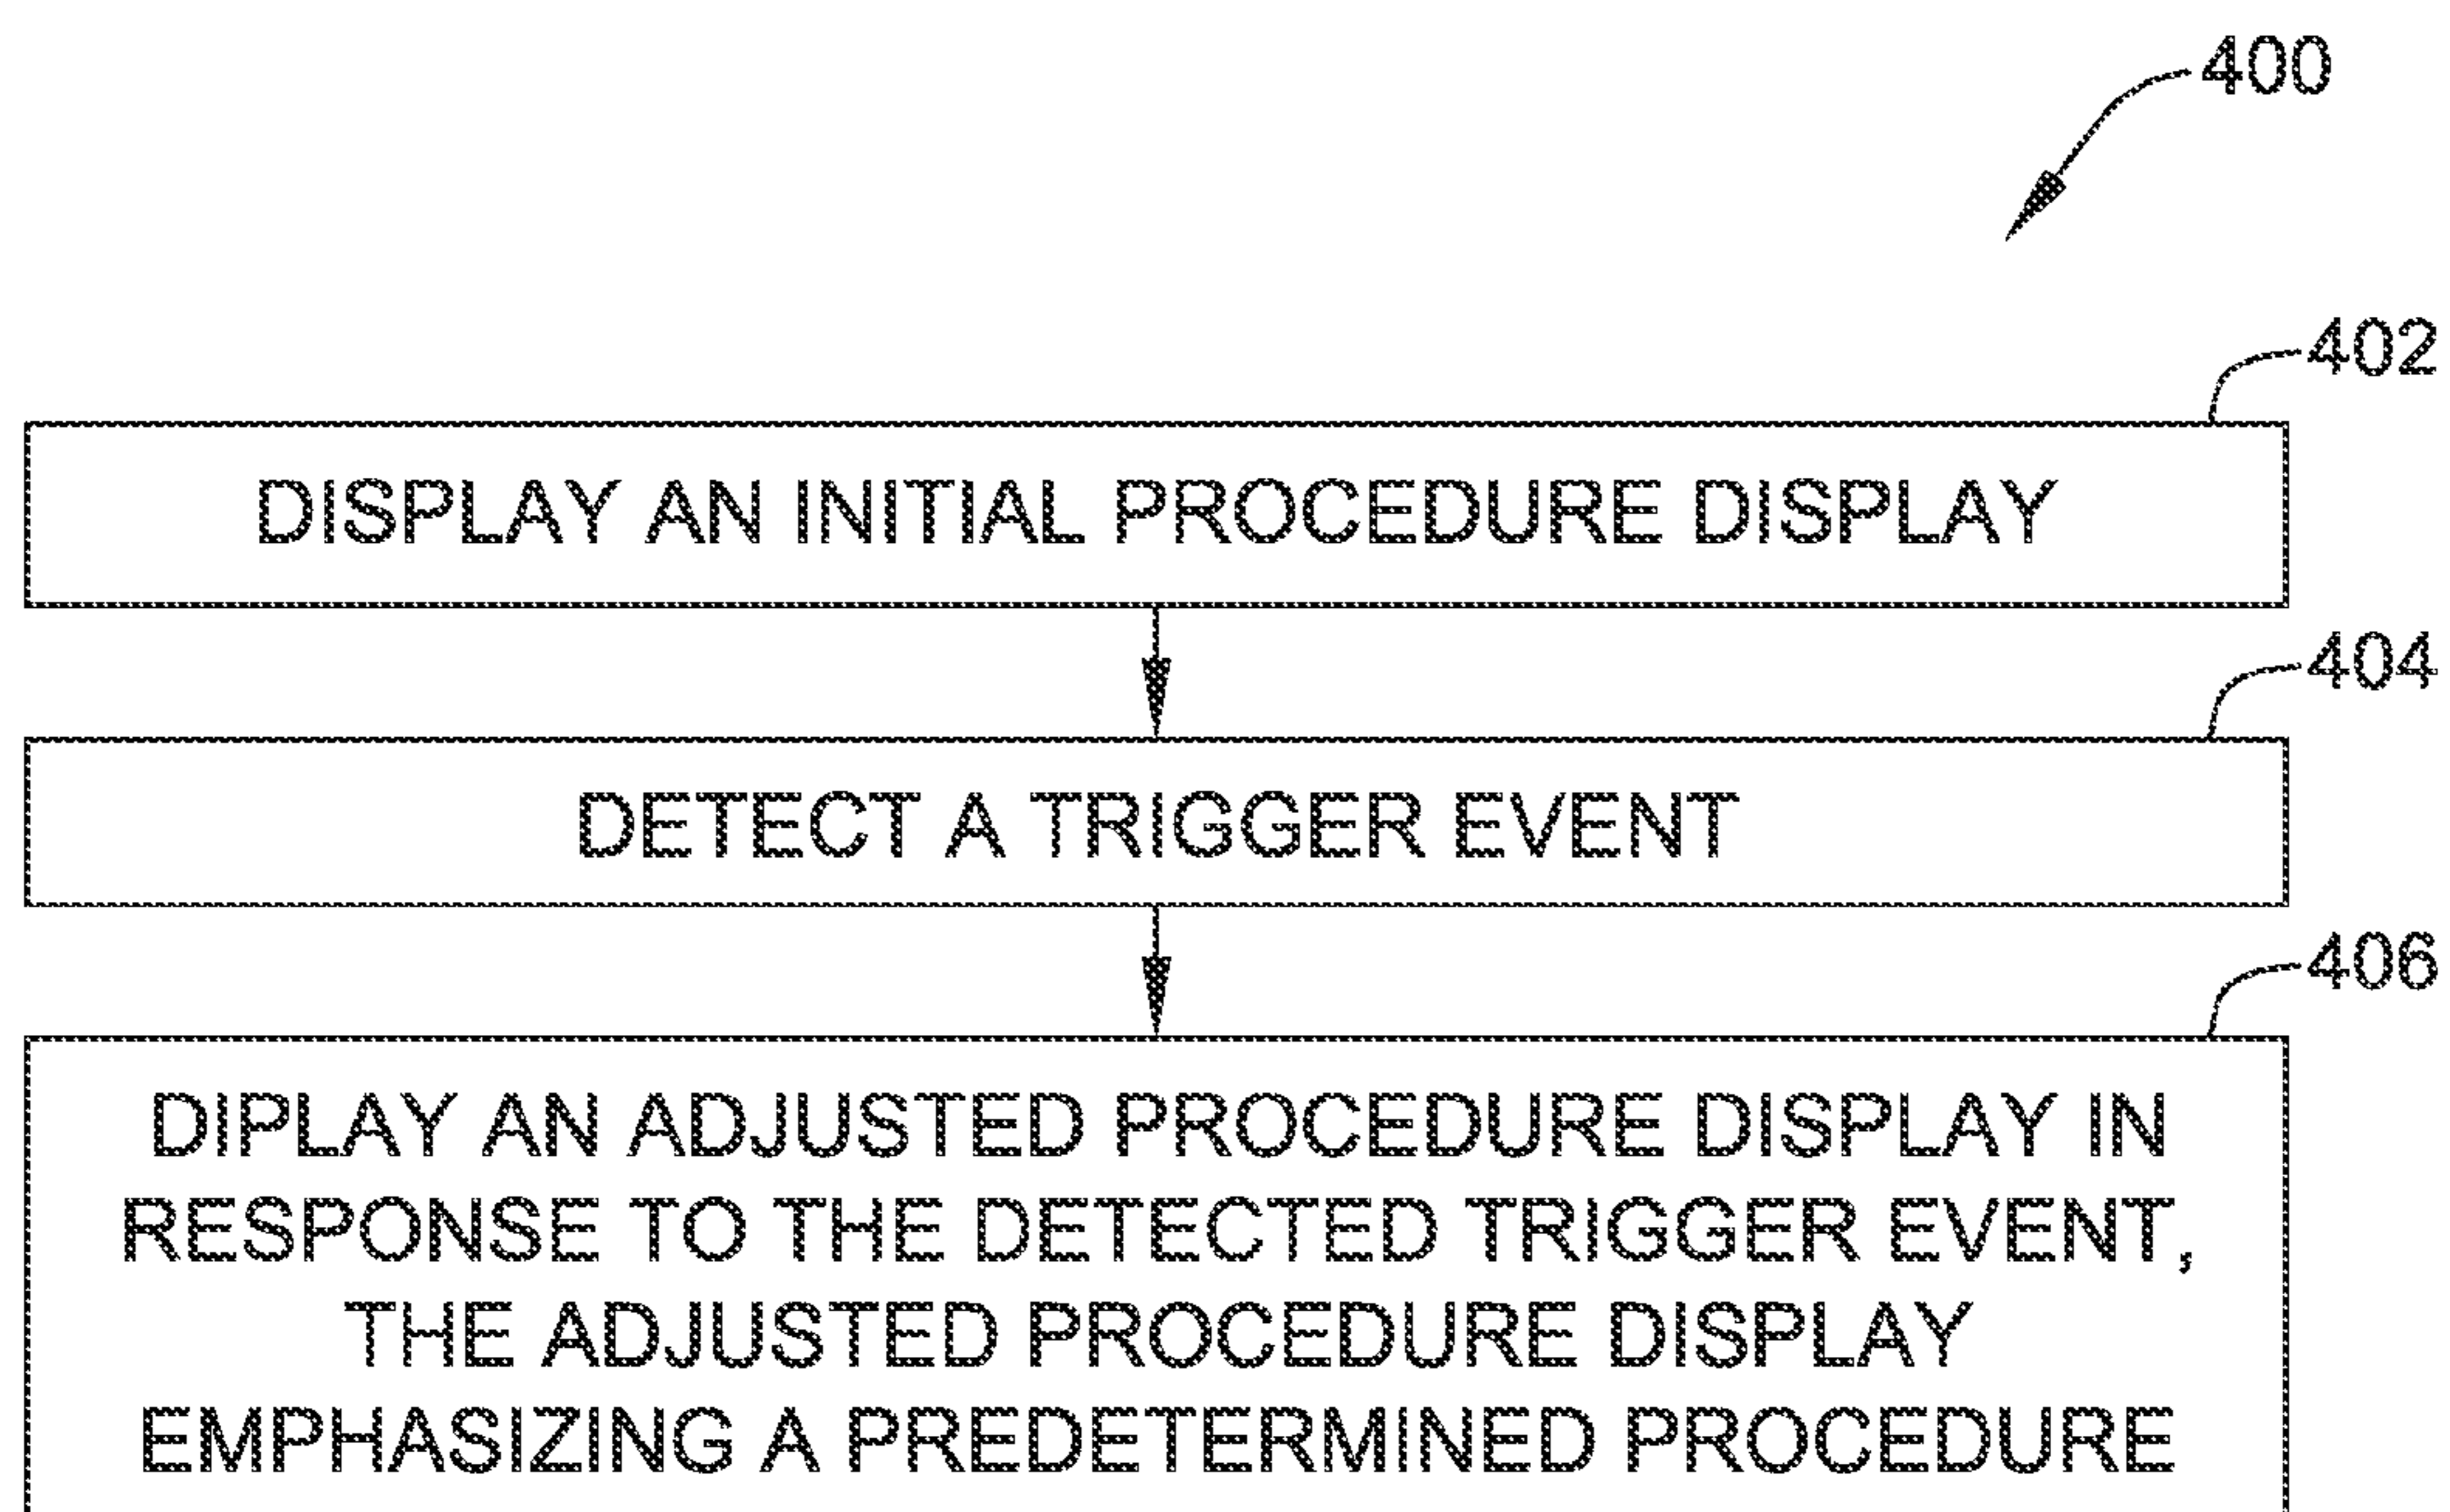 400
402
DISPLAY AN INITIAL PROCEDURE DISPLAY
404
DETECT A TRIGGER EVENT
406
DIPLAY AN ADJUSTED PROCEDURE DISPLAY IN
RESPONSE TO THE DETECTED TRIGGER EVENT,
THE ADJUSTED PROCEDURE DISPLAY
EMPHASIZING A PREDETERMINED PROCEDURE